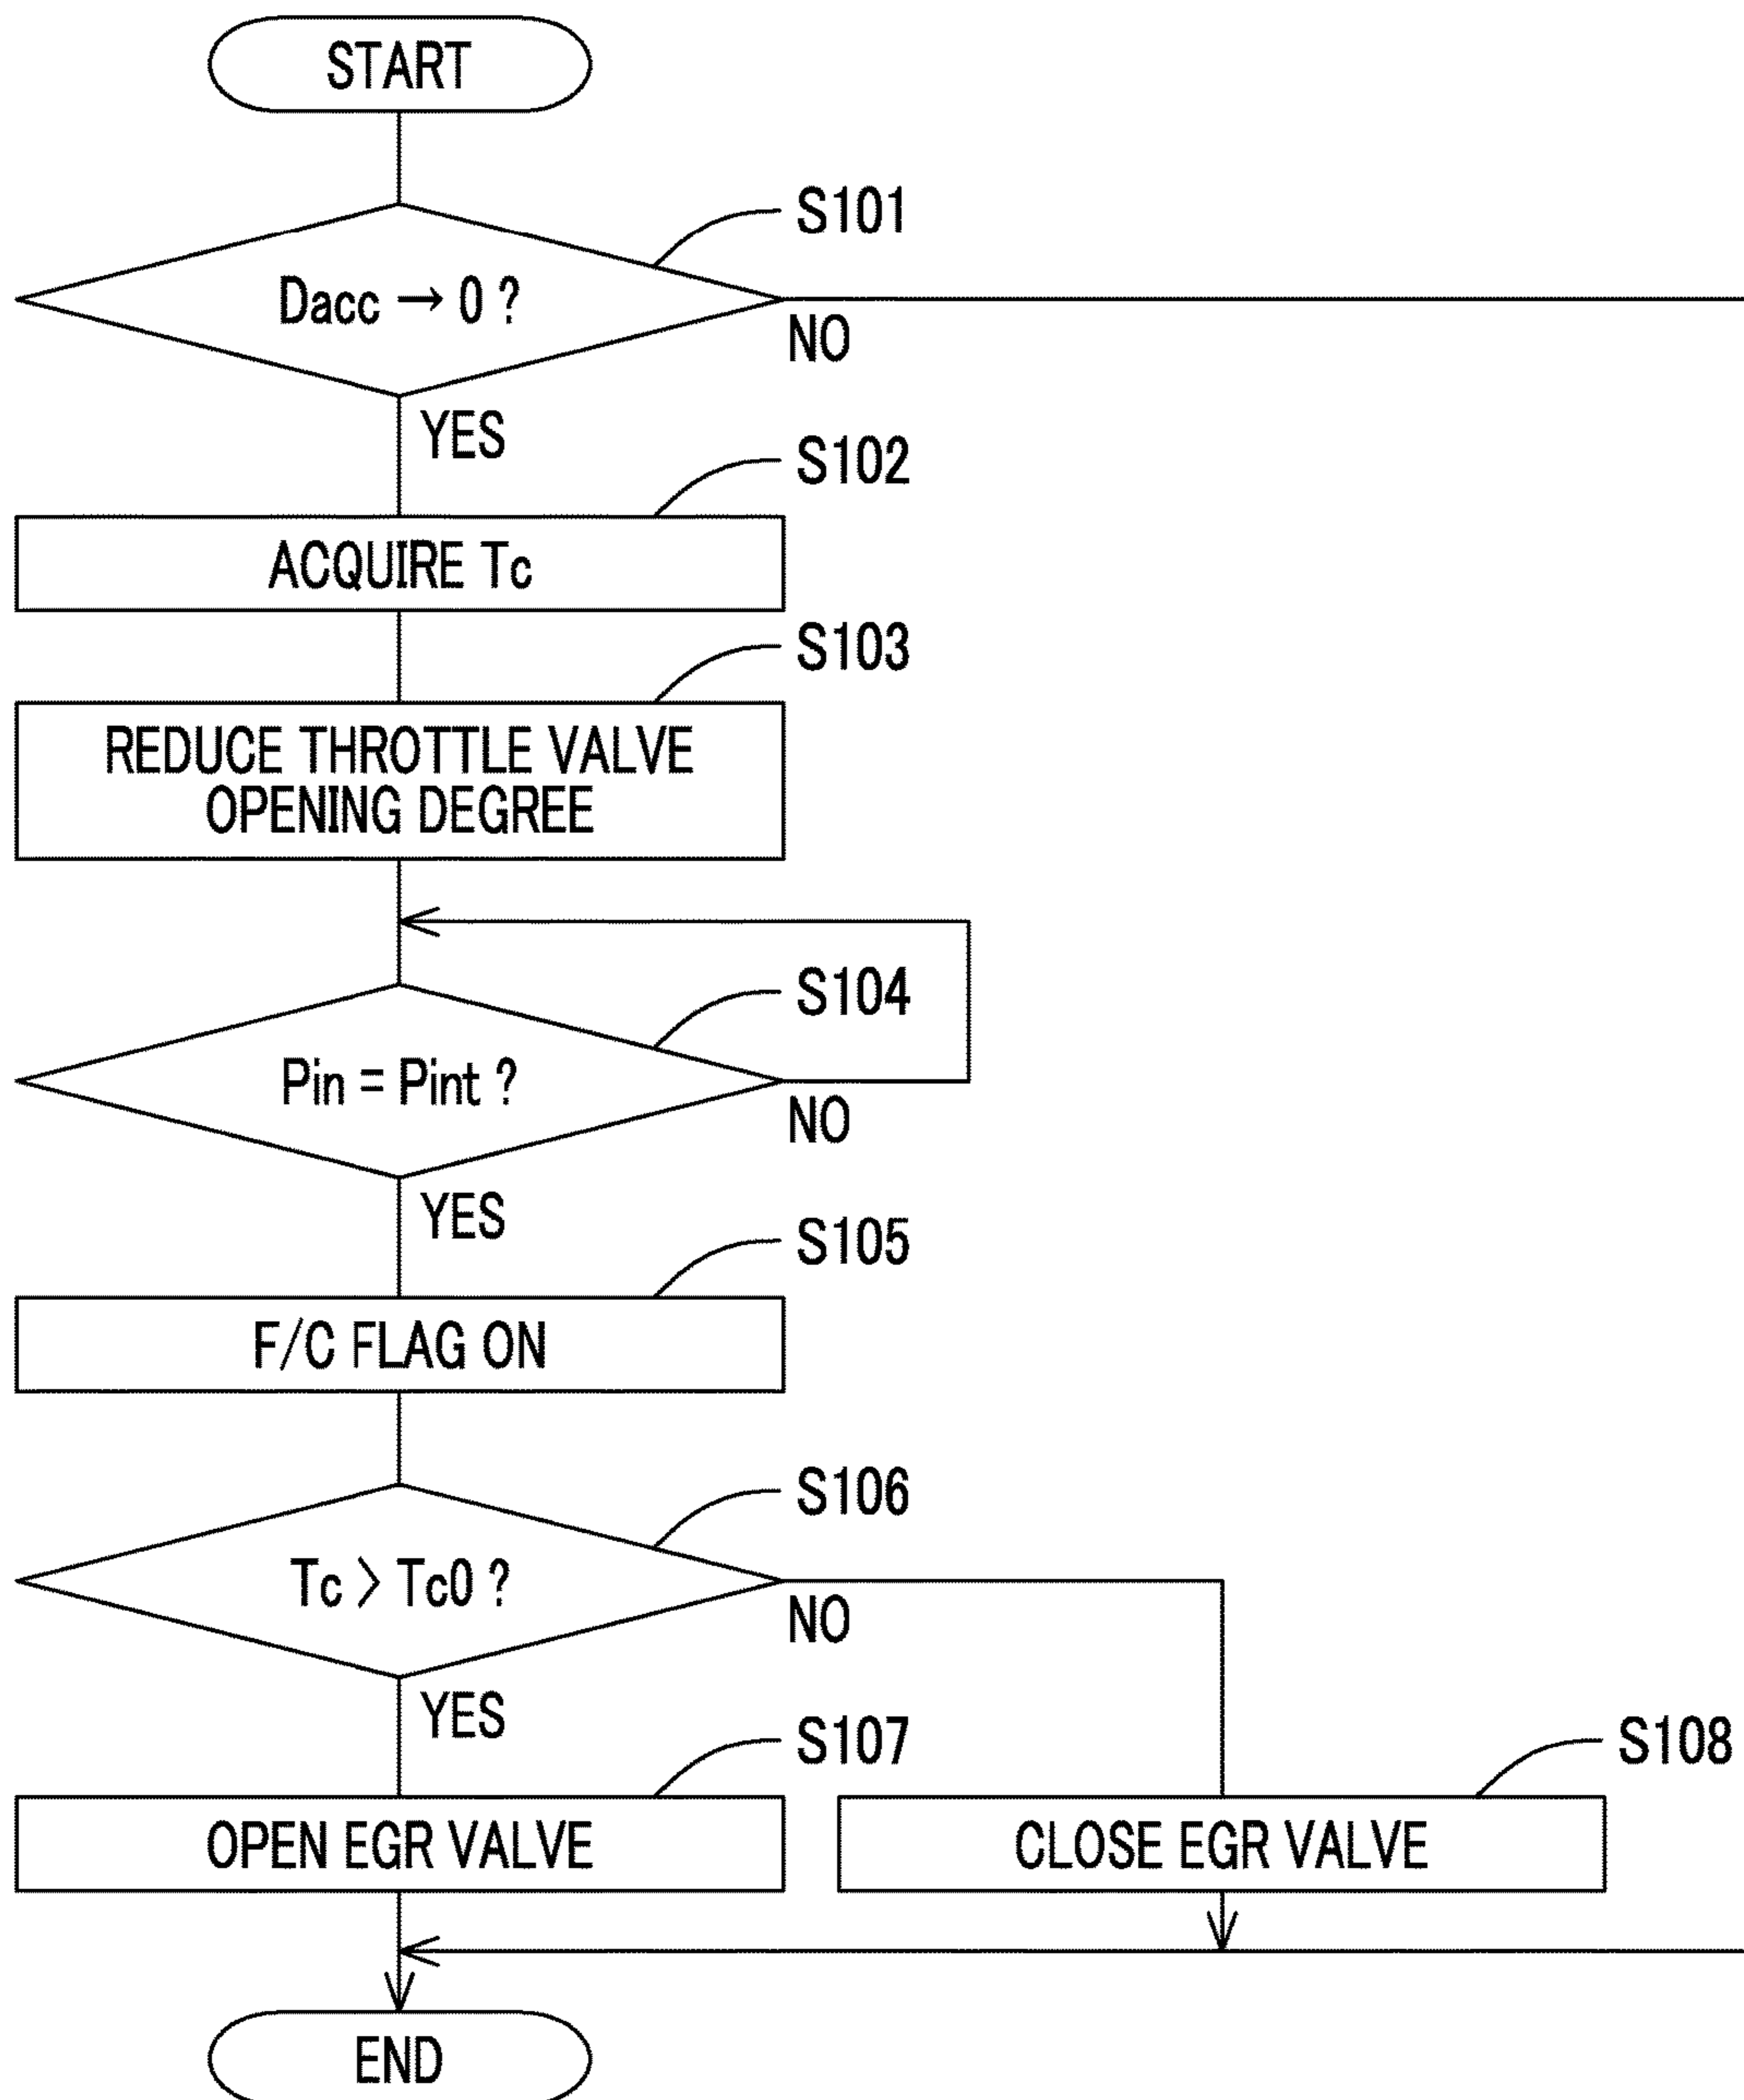 START
S101
Dacc → 0 ?
NO
YES
S102
ACQUIRE Tc
S103
REDUCE THROTTLE VALVE
OPENING DEGREE
S104
Pin = Pint ?
NO
YES
S105
F/C FLAG ON
S106
Tc > Tc0 ?
NO
YES
S107
S108
OPEN EGR VALVE
CLOSE EGR VALVE
END